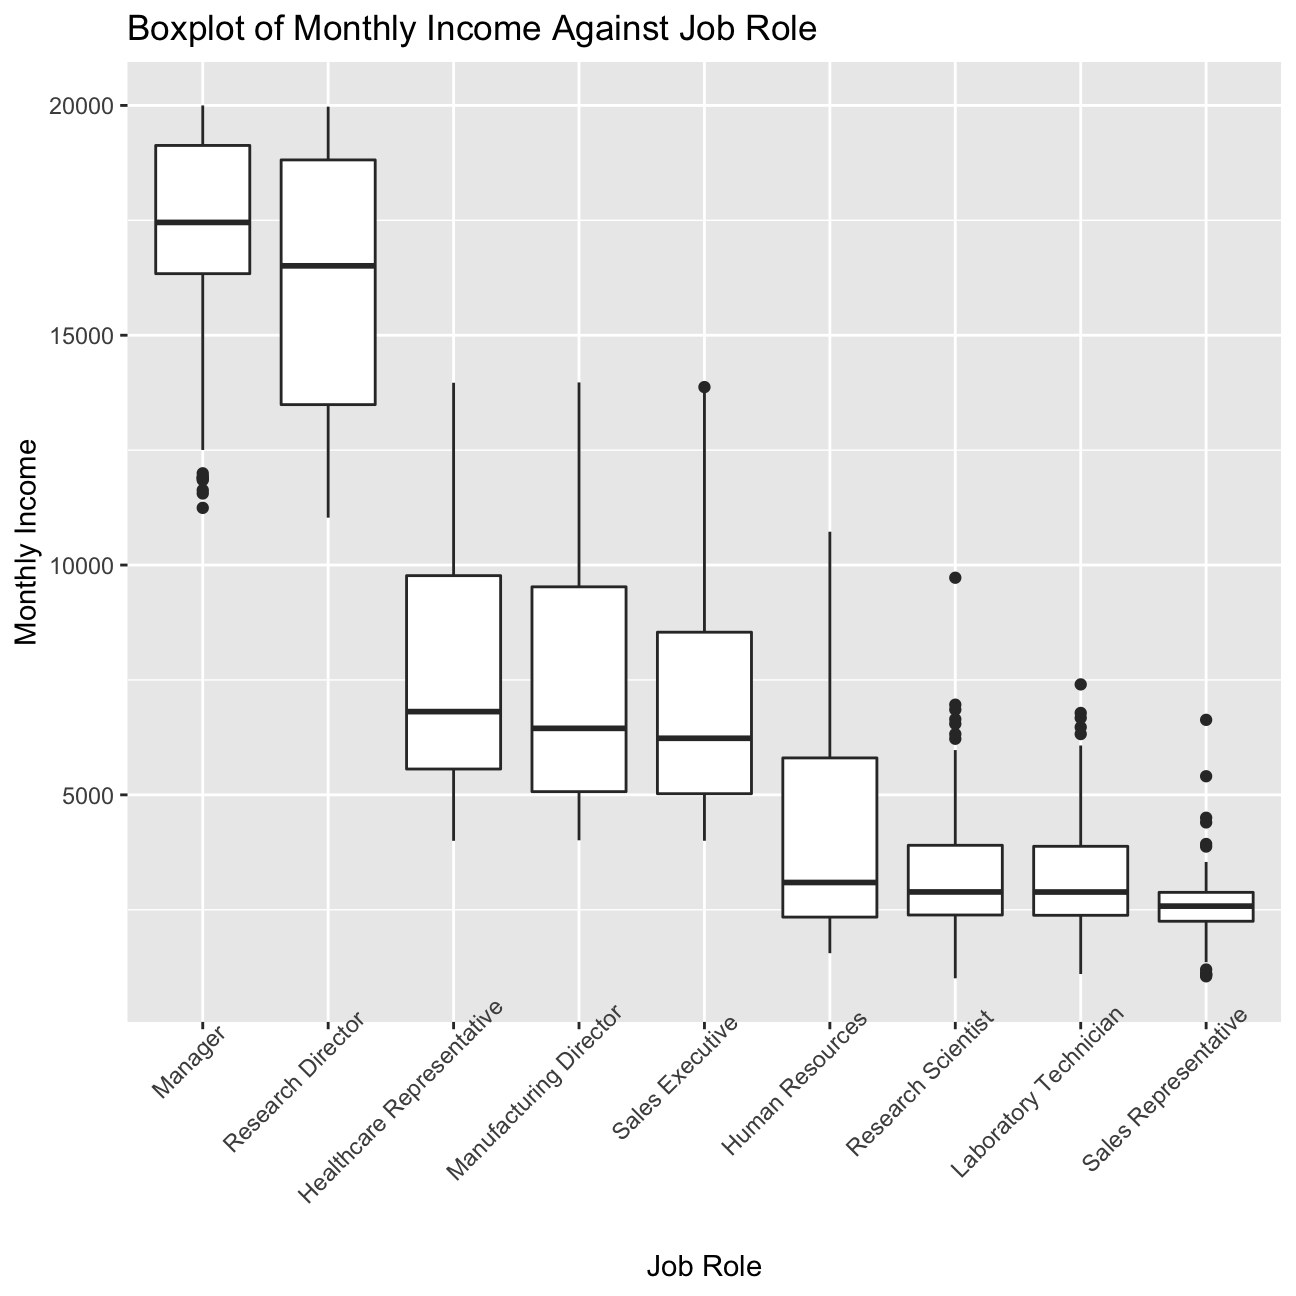 Boxplot of Monthly Income Against Job Role
20000
15000
10000
5000
Monthly Income
Manager
Research Director
Healthcare Representative
Manufacturing Director
Sales Executive
Human Resources
Research Scientist
Laboratory Technician
Sales Representative
Job Role